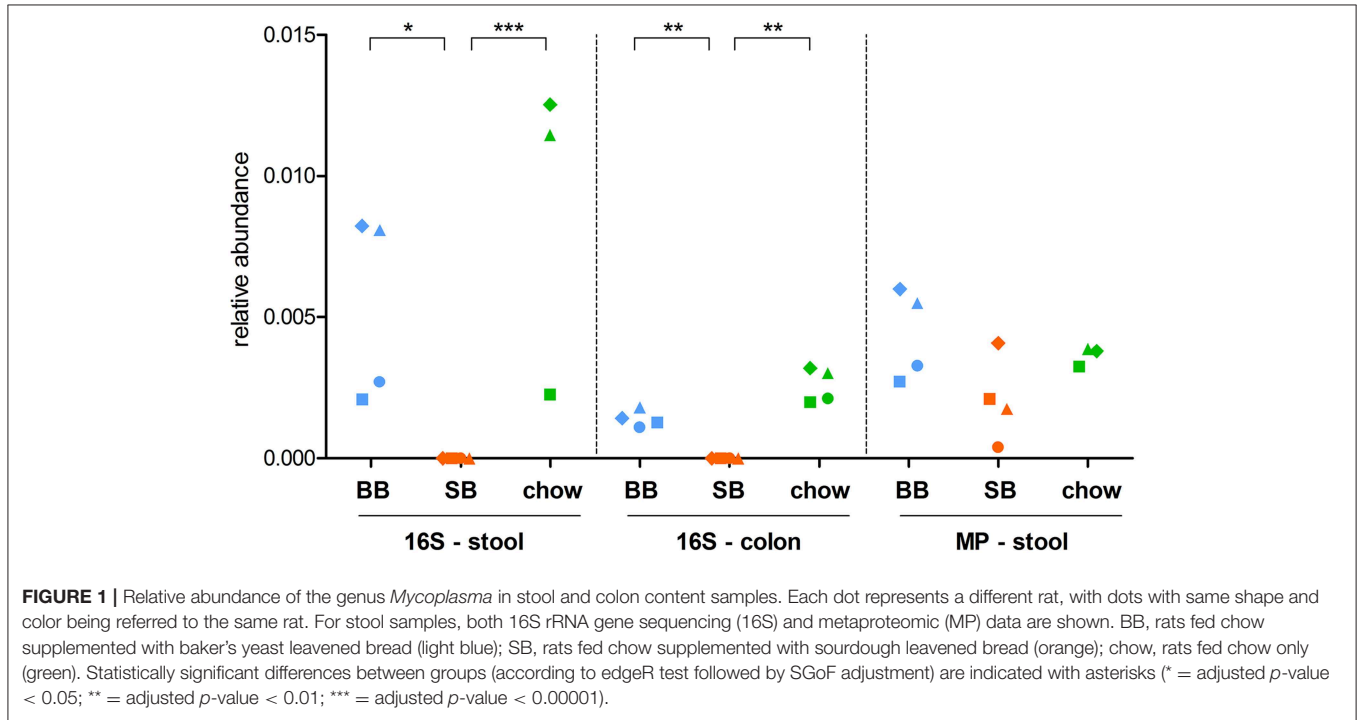 * *** ** **
0.015
0.010
0.005
0.000
relative abundance
BB SB chow BB SB chow BB SB chow
16S - stool 16S - colon MP - stool
FIGURE 1 | Relative abundance of the genus Mycoplasma in stool and colon content samples. Each dot represents a different rat, with dots with same shape and
color being referred to the same rat. For stool samples, both 16S rRNA gene sequencing (16S) and metaproteomic (MP) data are shown. BB, rats fed chow
supplemented with baker's yeast leavened bread (light blue); SB, rats fed chow supplemented with sourdough leavened bread (orange); chow, rats fed chow only
(green). Statistically significant differences between groups (according to edgeR test followed by SGoF adjustment) are indicated with asterisks (* = adjusted p-value
< 0.05; ** = adjusted p-value < 0.01; *** = adjusted p-value < 0.00001).